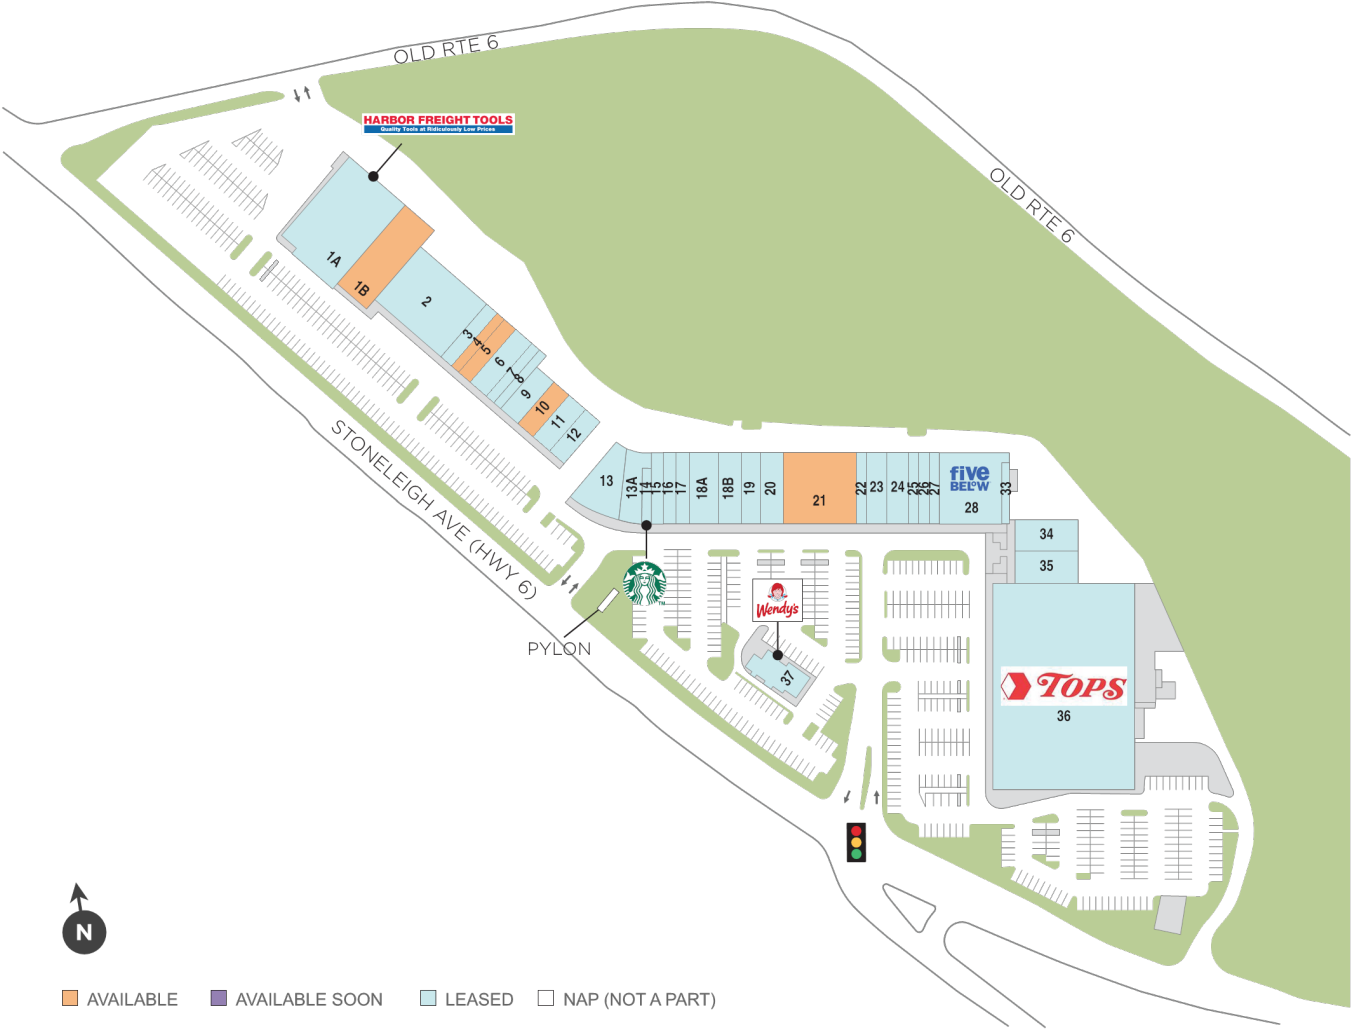 OLD RTE 6
HARBOR FREIGHT TOOLS
Quality Tools at Ridiculously Low Prices
OLD RTE 6
1A
1B
2
3
4
5
6
7
8
9
10
11
12
STONELEIGH AVE (HWY 6)
13
13A
14
15
16
17
18A
18B
19
20
21
22
23
24
25
26
27
five
BELOW
28
33
34
35
Wendy's
TM
PYLON
37
TOPS
36
N
AVAILABLE
AVAILABLE SOON
LEASED
NAP (NOT A PART)